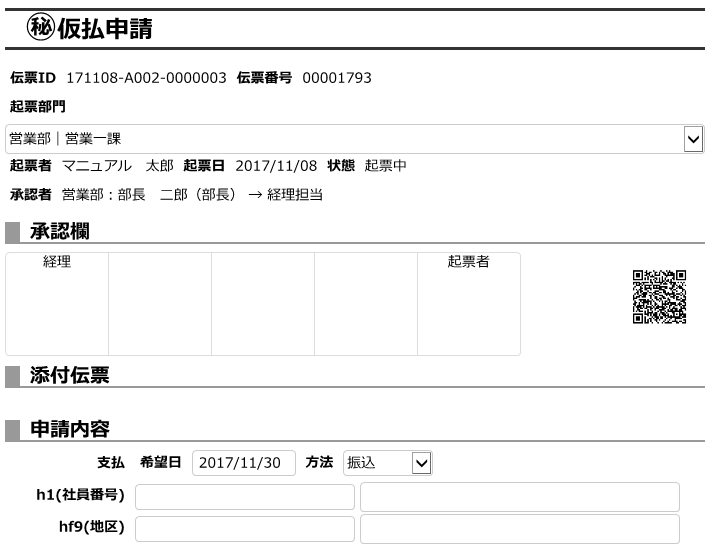 ㊙仮払申請
伝票ID 171108-A002-0000003 伝票番号 00001793
起票部門
営業部｜営業一課
起票者 マニュアル　太郎 起票日 2017/11/08 状態 起票中
承認者 営業部：部長　二郎（部長） → 経理担当
承認欄
経理 起票者
添付伝票
申請内容
支払 希望日 2017/11/30 方法 振込
h1(社員番号)
hf9(地区)